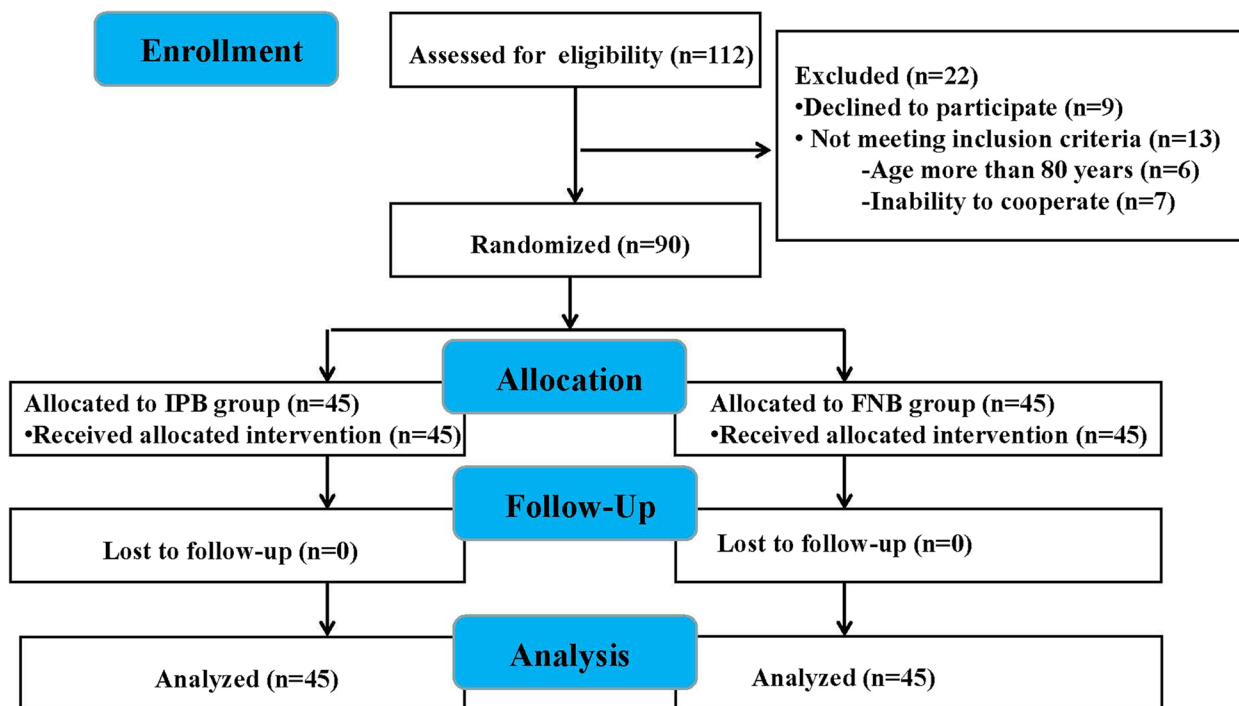 Enrollment
Assessed for eligibility (n=112)
Excluded (n=22)
•Declined to participate (n=9)
• Not meeting inclusion criteria (n=13)
-Age more than 80 years (n=6)
-Inability to cooperate (n=7)
Randomized (n=90)
Allocation
Allocated to IPB group (n=45)
•Received allocated intervention (n=45)
Allocated to FNB group (n=45)
•Received allocated intervention (n=45)
Follow-Up
Lost to follow-up (n=0)
Lost to follow-up (n=0)
Analysis
Analyzed (n=45)
Analyzed (n=45)